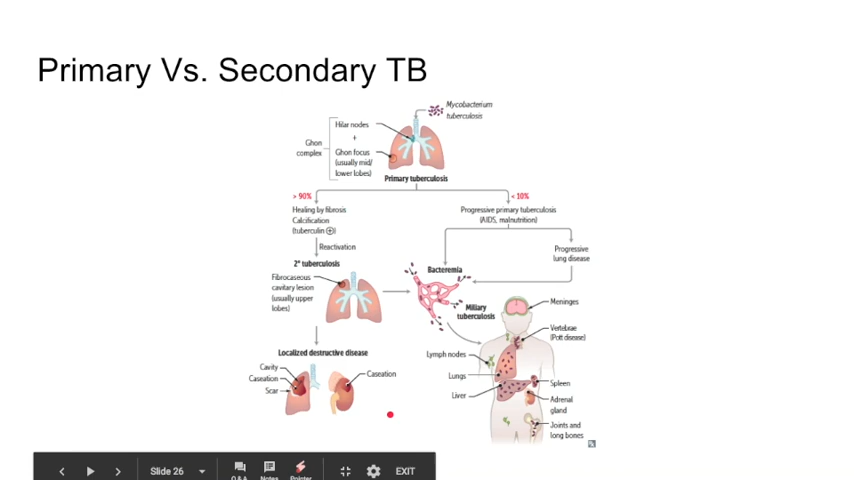 Primary Vs. Secondary TB
Mycobacterium
tuberculosis
Hilar nodes
+
Ghon
complex
Ghon focus
(usually mid/
lower lobes)
Primary tuberculosis
> 90%
< 10%
Healing by fibrosis
Calcification
(tuberculin ⊕)
Progressive primary tuberculosis
(AIDS, malnutrition)
Reactivation
Progressive
lung disease
2° tuberculosis
Bacteremia
Fibrocaseous
cavitary lesion
(usually upper
lobes)
Miliary
tuberculosis
Meninges
Vertebrae
(Pott disease)
Localized destructive disease
Lymph nodes
Cavity
Caseation
Scar
Caseation
Lungs
Liver
Spleen
Adrenal
gland
Joints and
long bones
Slide 26
Q&A
Notes
Pointer
EXIT